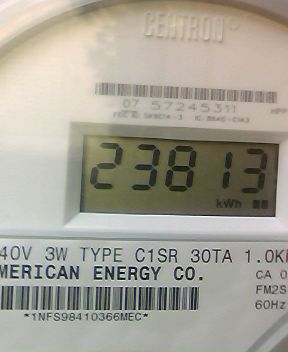 CENTRON®
07 57245311
23813
kWh
40V 3W TYPE C1SR 30TA 1.0K
MERICAN ENERGY CO.
CA 0
FM2S
60Hz
*1NFS98410366MEC*